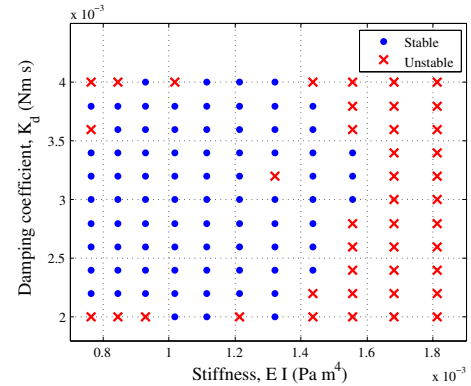 x 10⁻³
Stable
Unstable
4
3.5
3
2.5
2
Damping coefficient, K_d (Nm s)
0.8 1 1.2 1.4 1.6 1.8
x 10⁻³
Stiffness, E I (Pa m⁴)